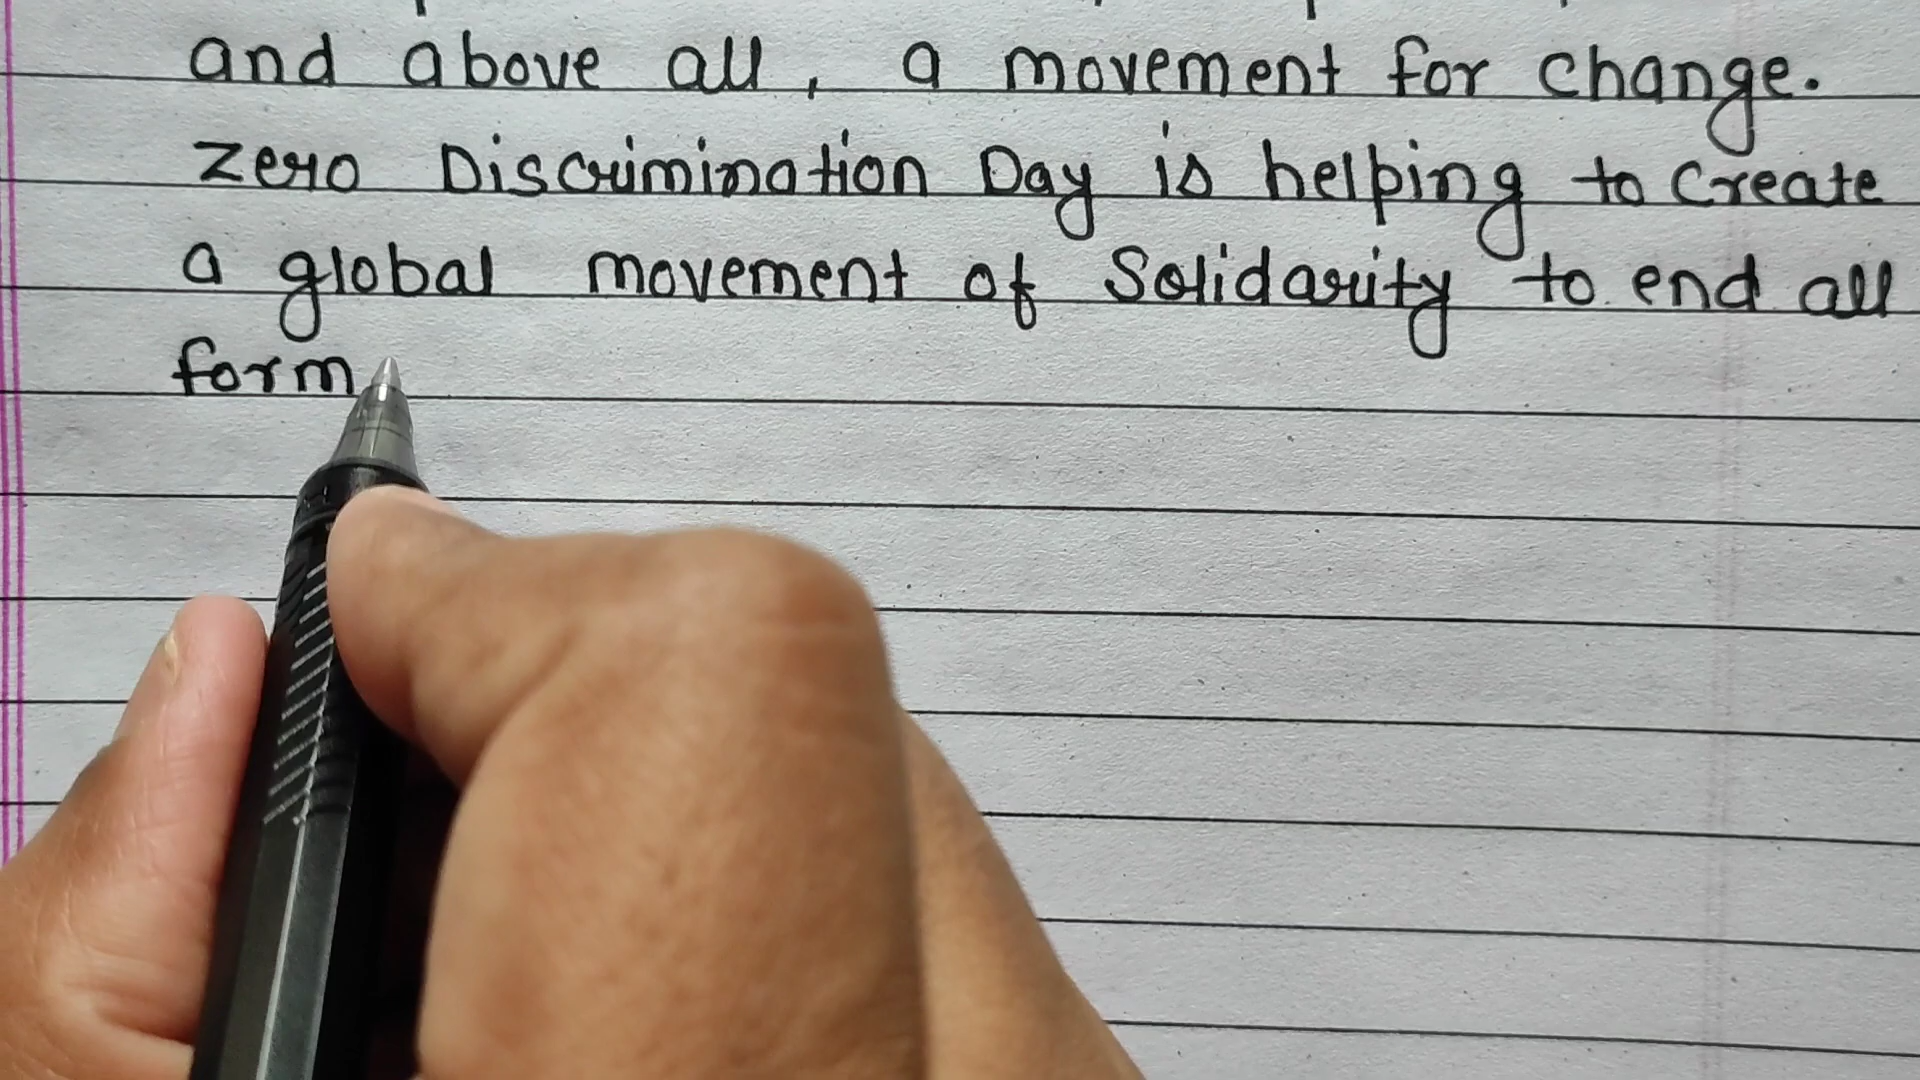 and above all, a movement for change.
Zero Discrimination Day is helping to create
a global movement of Solidarity to end all
form